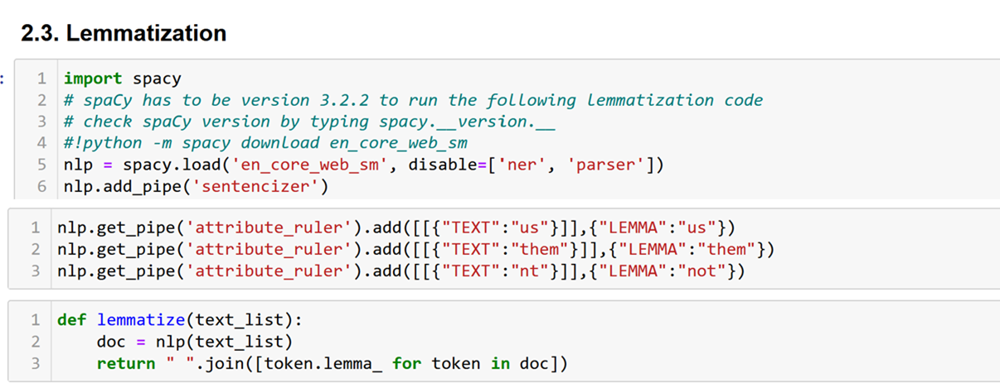 2.3. Lemmatization
:
1 import spacy
2 # spaCy has to be version 3.2.2 to run the following lemmatization code
3 # check spaCy version by typing spacy.__version.__
4 #!python -m spacy download en_core_web_sm
5 nlp = spacy.load('en_core_web_sm', disable=['ner', 'parser'])
6 nlp.add_pipe('sentencizer')
1 nlp.get_pipe('attribute_ruler').add([[{"TEXT":"us"}]],{"LEMMA":"us"})
2 nlp.get_pipe('attribute_ruler').add([[{"TEXT":"them"}]],{"LEMMA":"them"})
3 nlp.get_pipe('attribute_ruler').add([[{"TEXT":"nt"}]],{"LEMMA":"not"})
1 def lemmatize(text_list):
2     doc = nlp(text_list)
3     return " ".join([token.lemma_ for token in doc])